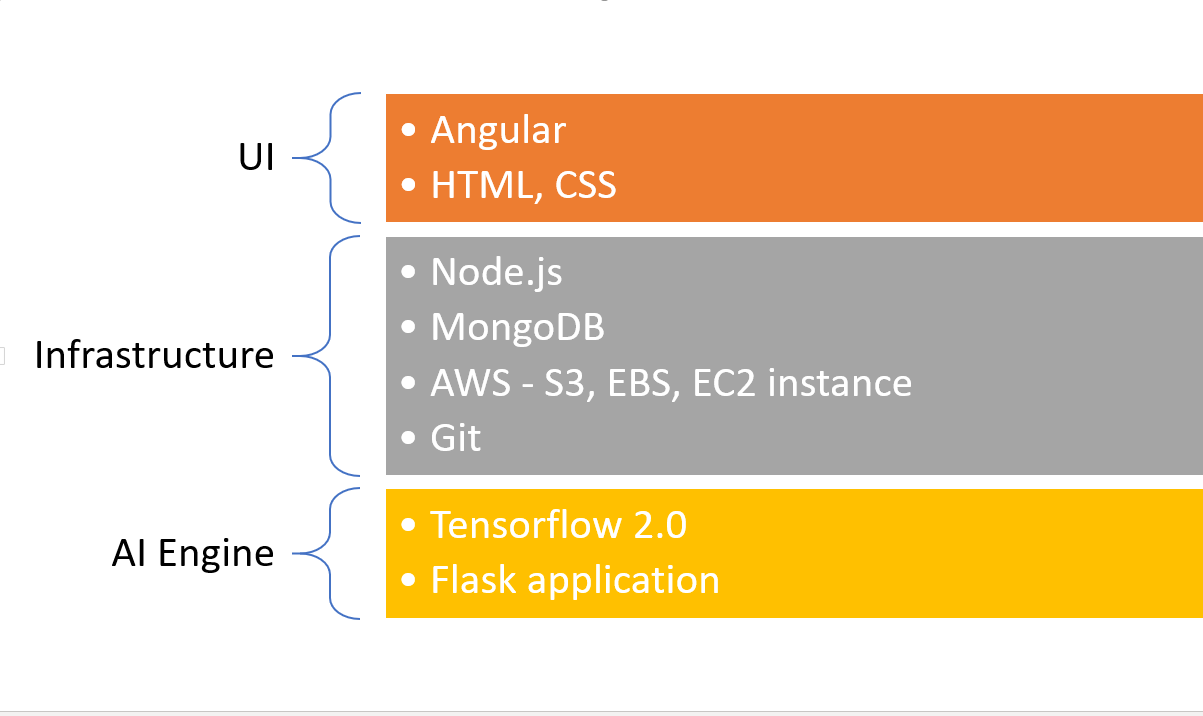 UI
• Angular
• HTML, CSS
Infrastructure
• Node.js
• MongoDB
• AWS - S3, EBS, EC2 instance
• Git
AI Engine
• Tensorflow 2.0
• Flask application